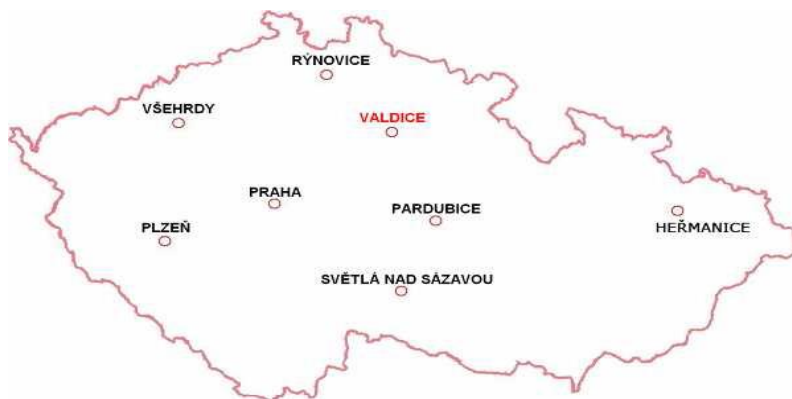 RÝNOVICE
VŠEHRDY
VALDICE
PRAHA
PARDUBICE
PLZEŇ
HEŘMANICE
SVĚTLÁ NAD SÁZAVOU